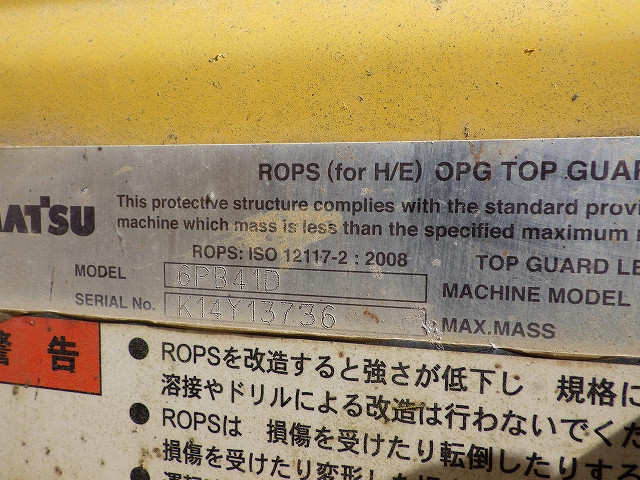 ROPS (for H/E) OPG TOP GUAR
MATSU
This protective structure complies with the standard provi
machine which mass is less than the specified maximum
ROPS: ISO 12117-2 : 2008
TOP GUARD LE
MODEL 6PB41D
MACHINE MODEL
SERIAL No. K14Y13736
MAX.MASS
警告
● ROPSを改造すると強さが低下し 規格に
溶接やドリルによる改造は行わないでくだ
● ROPSは 損傷を受けたり転倒したりする
損傷を受けたり変形した